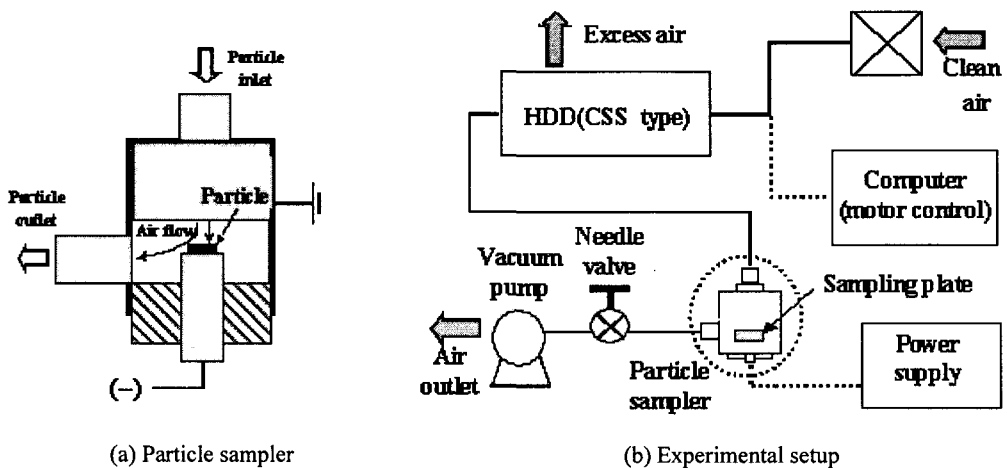 Particle
inlet
Particle
outlet
Particle
Air flow
(--)
(a) Particle sampler
Excess air
Clean
air
HDD(CSS type)
Computer
(motor control)
Needle
valve
Vacuum
pump
Sampling plate
Air
outlet
Particle
sampler
Power
supply
(b) Experimental setup